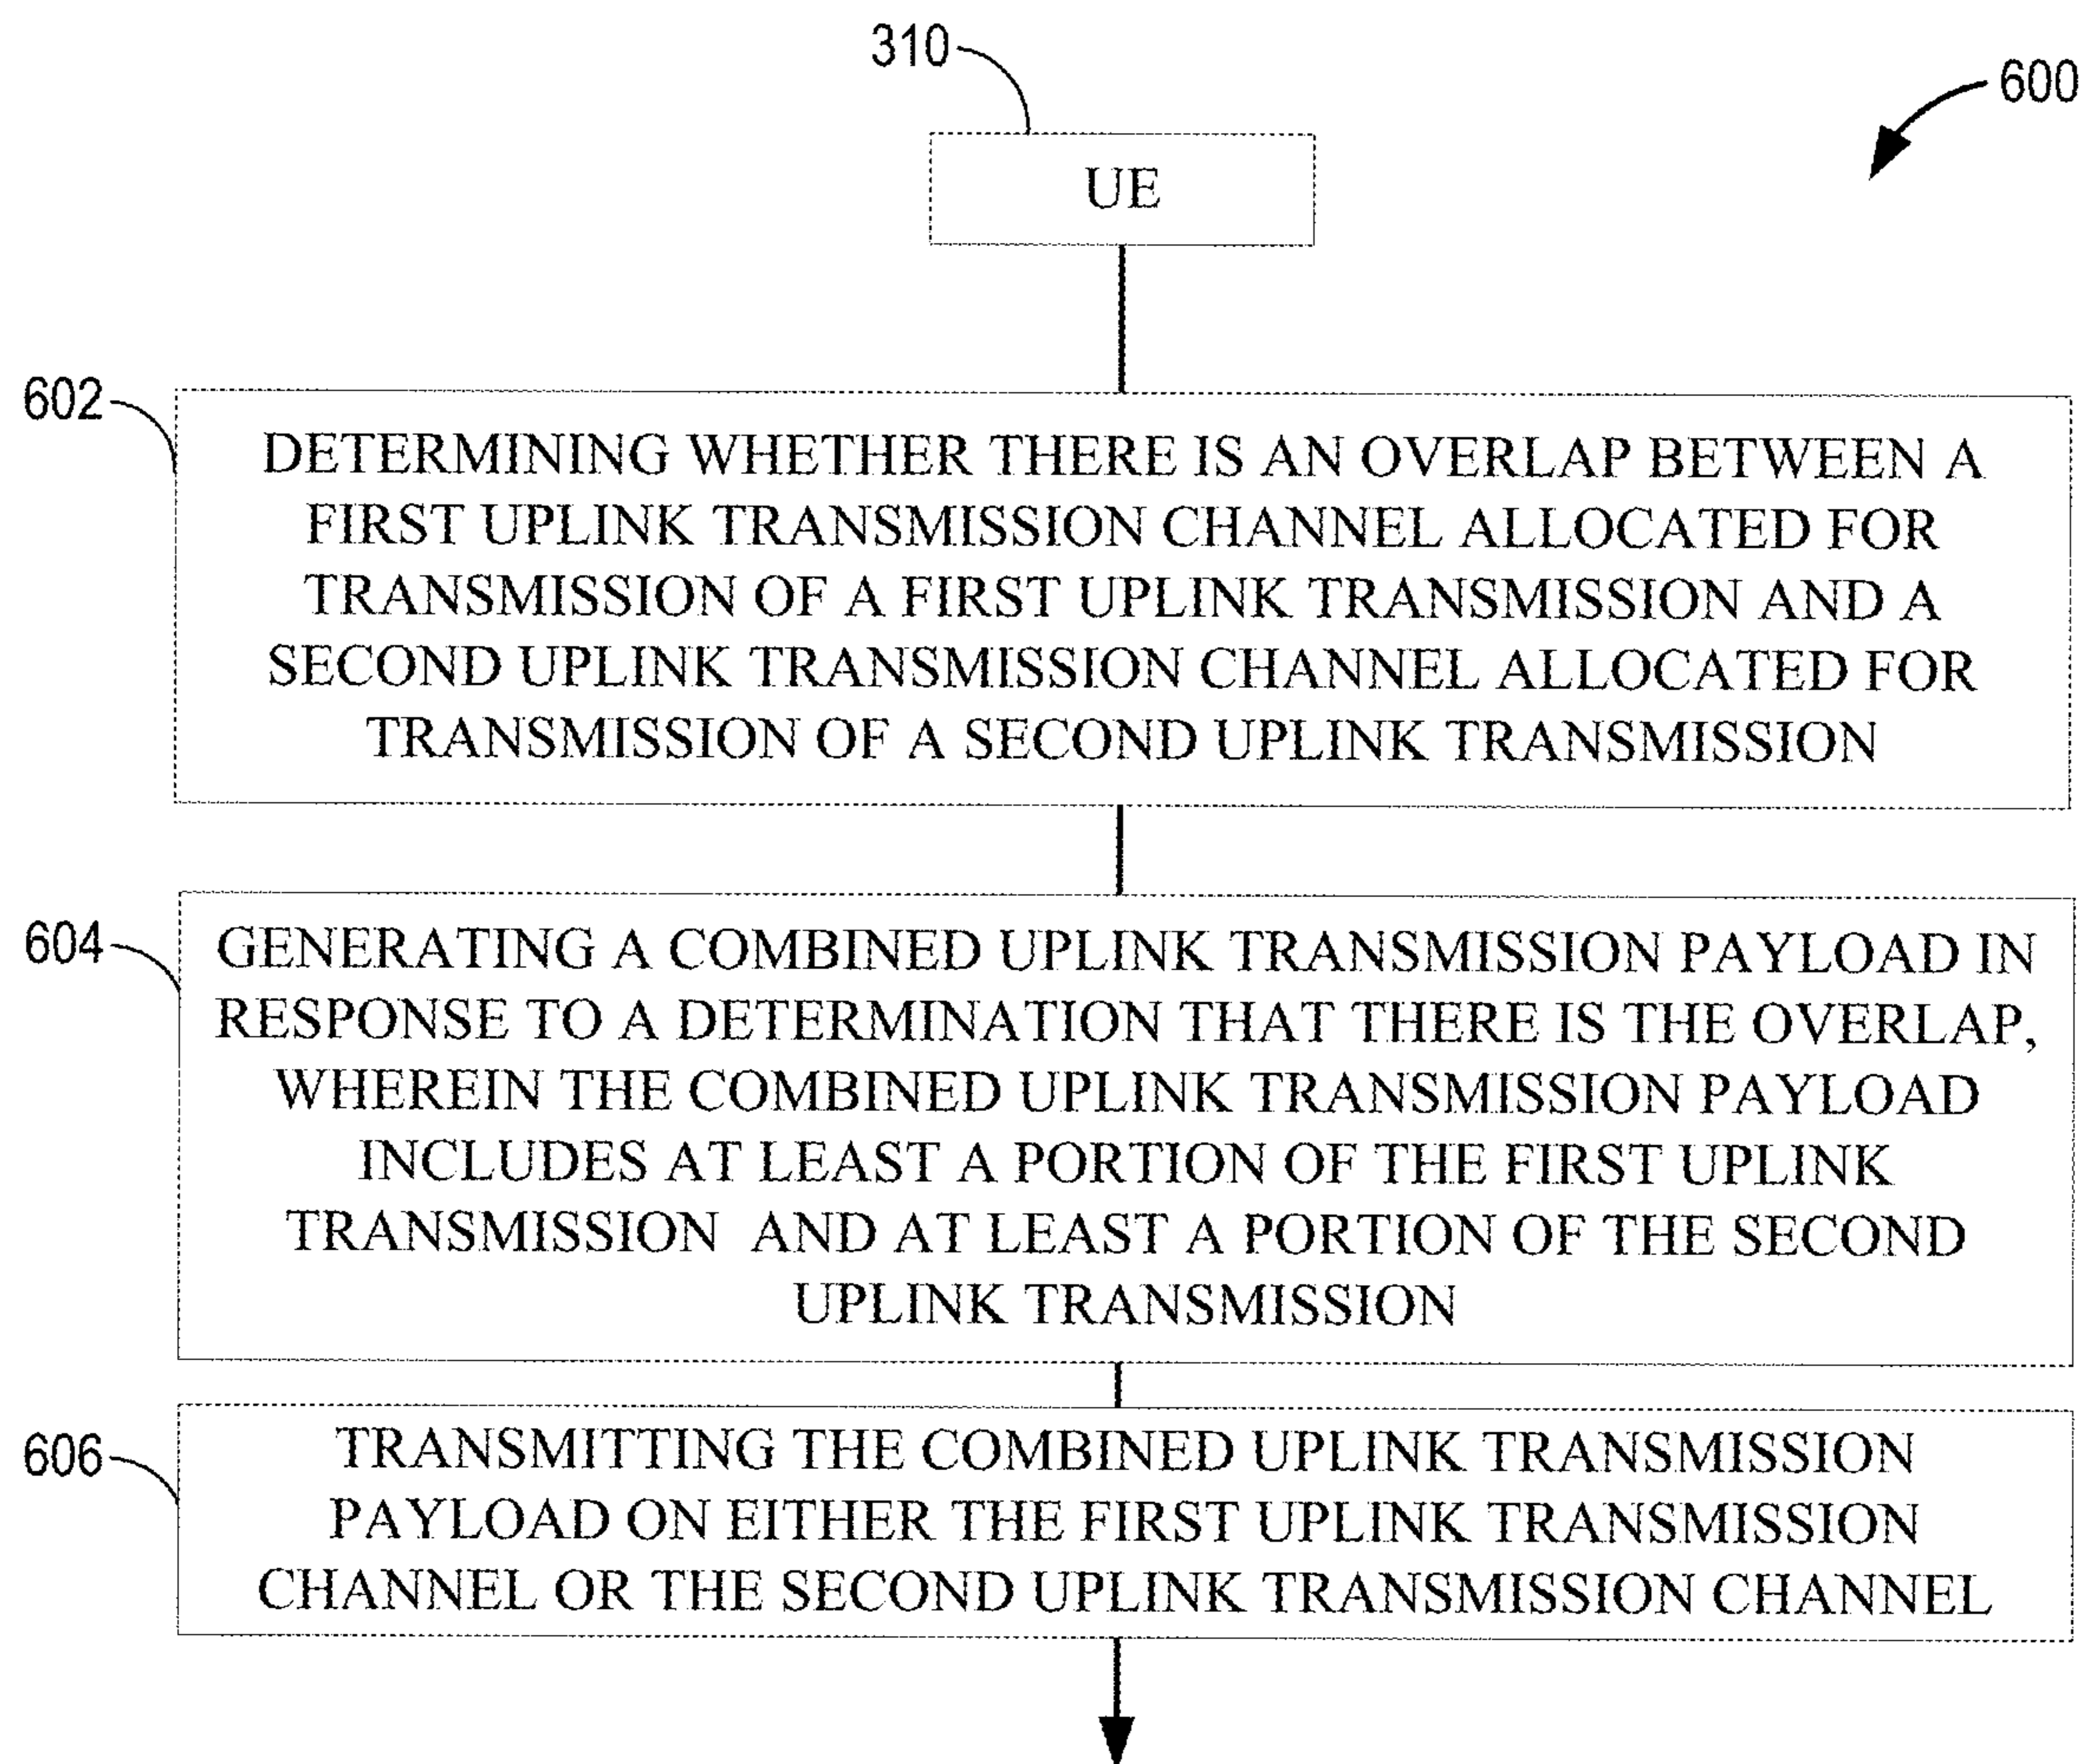 310
600
UE
602
DETERMINING WHETHER THERE IS AN OVERLAP BETWEEN A
FIRST UPLINK TRANSMISSION CHANNEL ALLOCATED FOR
TRANSMISSION OF A FIRST UPLINK TRANSMISSION AND A
SECOND UPLINK TRANSMISSION CHANNEL ALLOCATED FOR
TRANSMISSION OF A SECOND UPLINK TRANSMISSION
604
GENERATING A COMBINED UPLINK TRANSMISSION PAYLOAD IN
RESPONSE TO A DETERMINATION THAT THERE IS THE OVERLAP,
WHEREIN THE COMBINED UPLINK TRANSMISSION PAYLOAD
INCLUDES AT LEAST A PORTION OF THE FIRST UPLINK
TRANSMISSION AND AT LEAST A PORTION OF THE SECOND
UPLINK TRANSMISSION
606
TRANSMITTING THE COMBINED UPLINK TRANSMISSION
PAYLOAD ON EITHER THE FIRST UPLINK TRANSMISSION
CHANNEL OR THE SECOND UPLINK TRANSMISSION CHANNEL